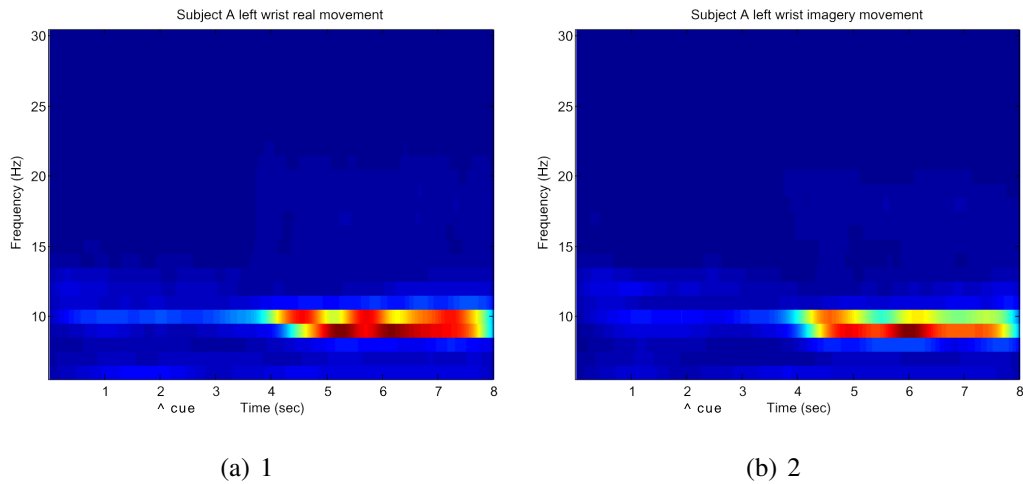 Subject A left wrist real movement
30
25
20
15
10
Frequency (Hz)
1 2 3 4 5 6 7 8
^ cue Time (sec)
(a) 1
Subject A left wrist imagery movement
30
25
20
15
10
Frequency (Hz)
1 2 3 4 5 6 7 8
^ cue Time (sec)
(b) 2